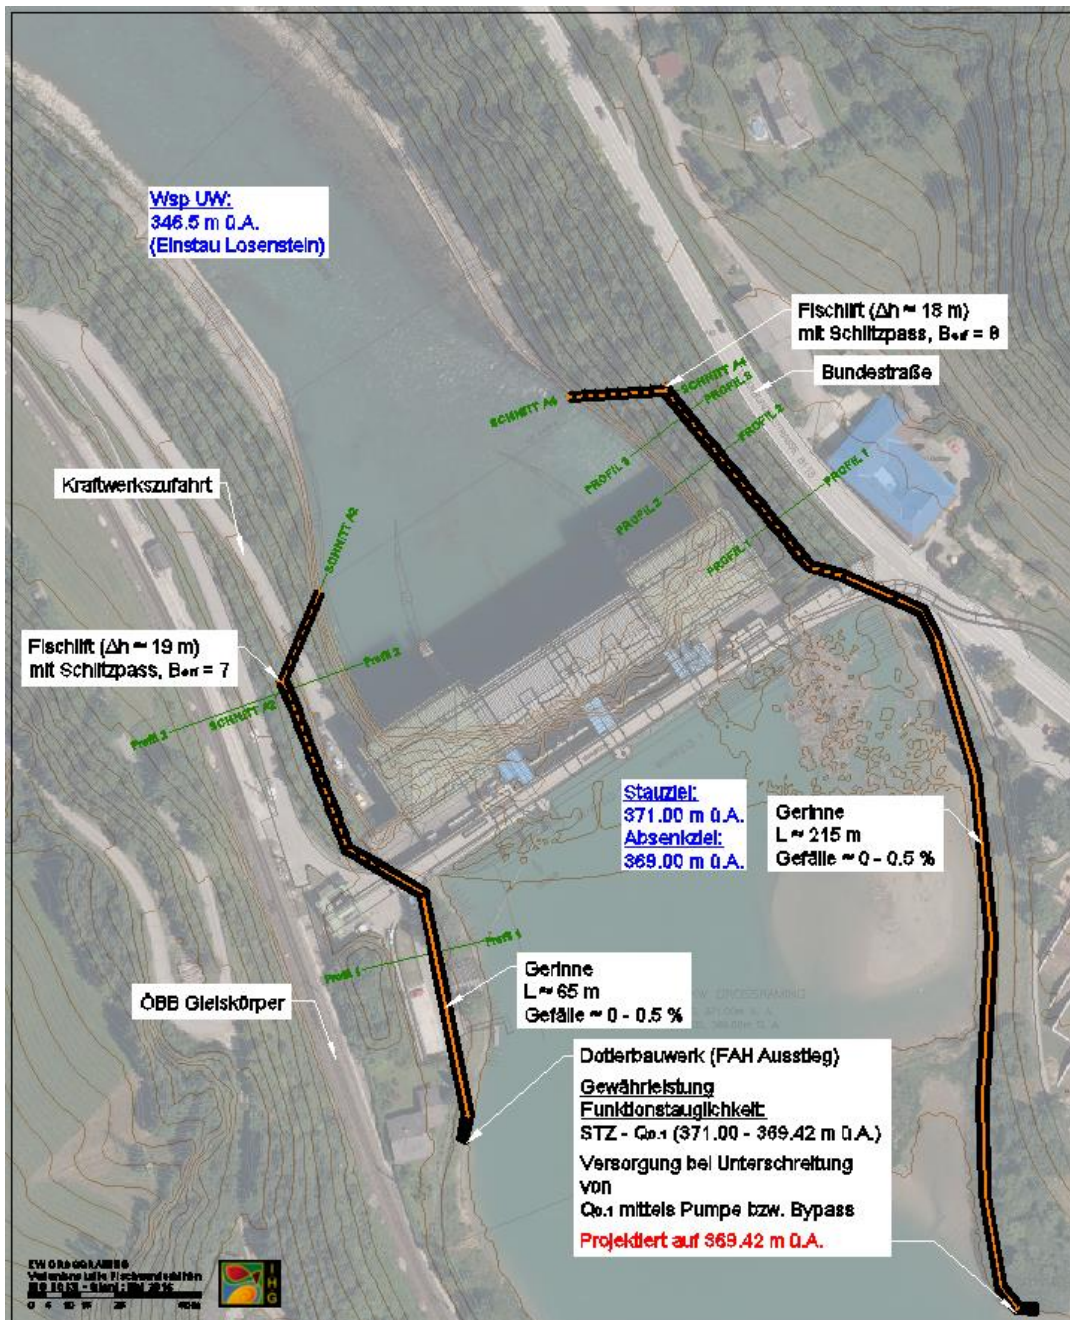 Wsp UW:
346.5 m ü.A.
(Einstau Losenstein)
Fischlift (Δh ≈ 18 m)
mit Schlitzpass, Berf = 8
Bundestraße
SCHNITT A4
PROFIL 3
SCHNITT A4
PROFIL 2
PROFIL 1
PROFIL 3
PROFIL 2
PROFIL 1
Kraftwerkszufahrt
SCHNITT A2
Fischlift (Δh ≈ 19 m)
mit Schlitzpass, Berf = 7
Profil 2
SCHNITT A2
Profil 2
Stauziel:
371.00 m ü.A.
Absenkziel:
369.00 m ü.A.
Gerinne
L ≈ 215 m
Gefälle ≈ 0 - 0.5 %
Profil 1
Profil 1
Gerinne
L ≈ 65 m
Gefälle ≈ 0 - 0.5 %
ÖBB Gleiskörper
Dotierbauwerk (FAH Ausstieg)
Gewährleistung
Funktionstauglichkeit:
STZ - Q0.1 (371.00 - 369.42 m ü.A.)
Versorgung bei Unterschreitung
von
Q0.1 mittels Pumpe bzw. Bypass
Projektiert auf 369.42 m ü.A.
IHG